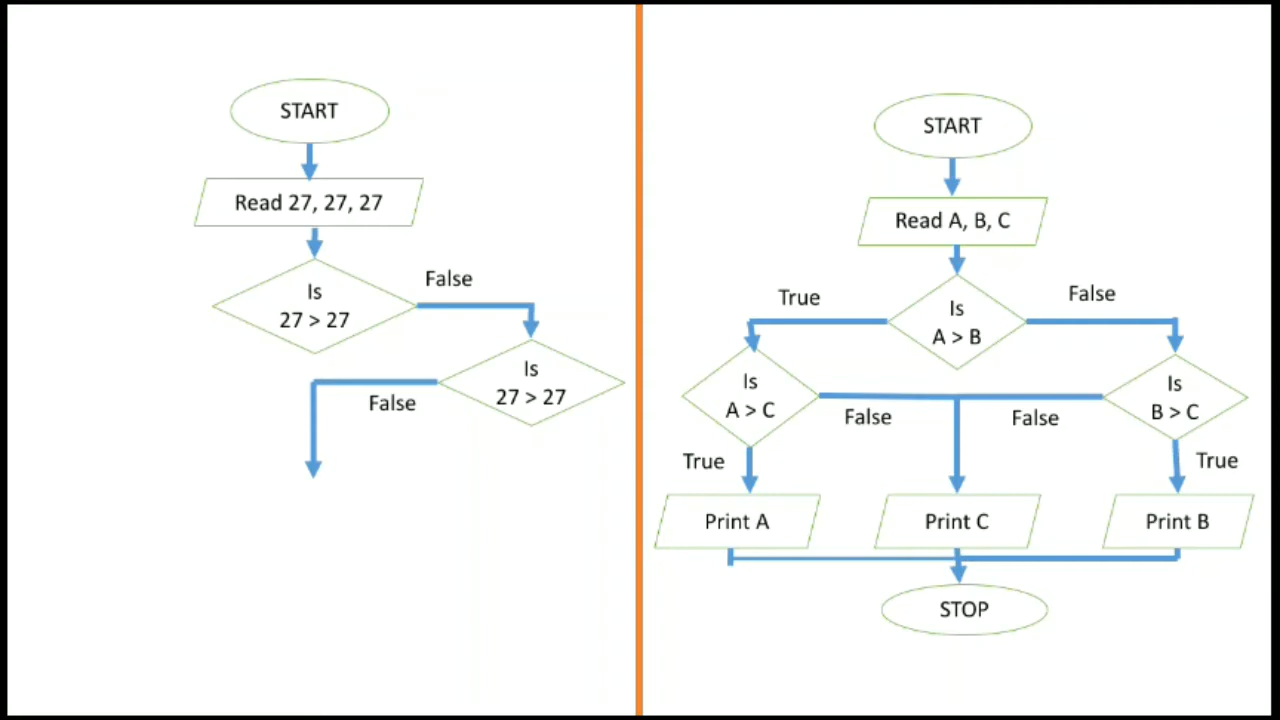 START
Read 27, 27, 27
Is
27 > 27
False
Is
27 > 27
False
START
Read A, B, C
Is
A > B
True
False
Is
A > C
False
True
Is
B > C
False
True
Print A
Print C
Print B
STOP